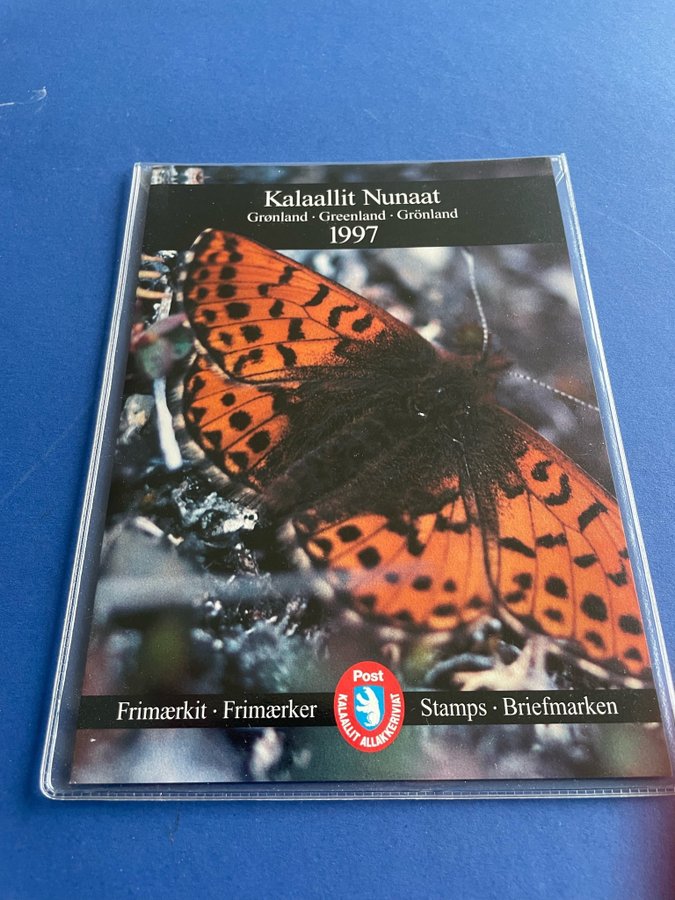 Kalaallit Nunaat
Grønland · Greenland · Grönland
1997
Frimærkit · Frimærker
Post
KALAALLIT ALLAKKERIVIAT
Stamps · Briefmarken